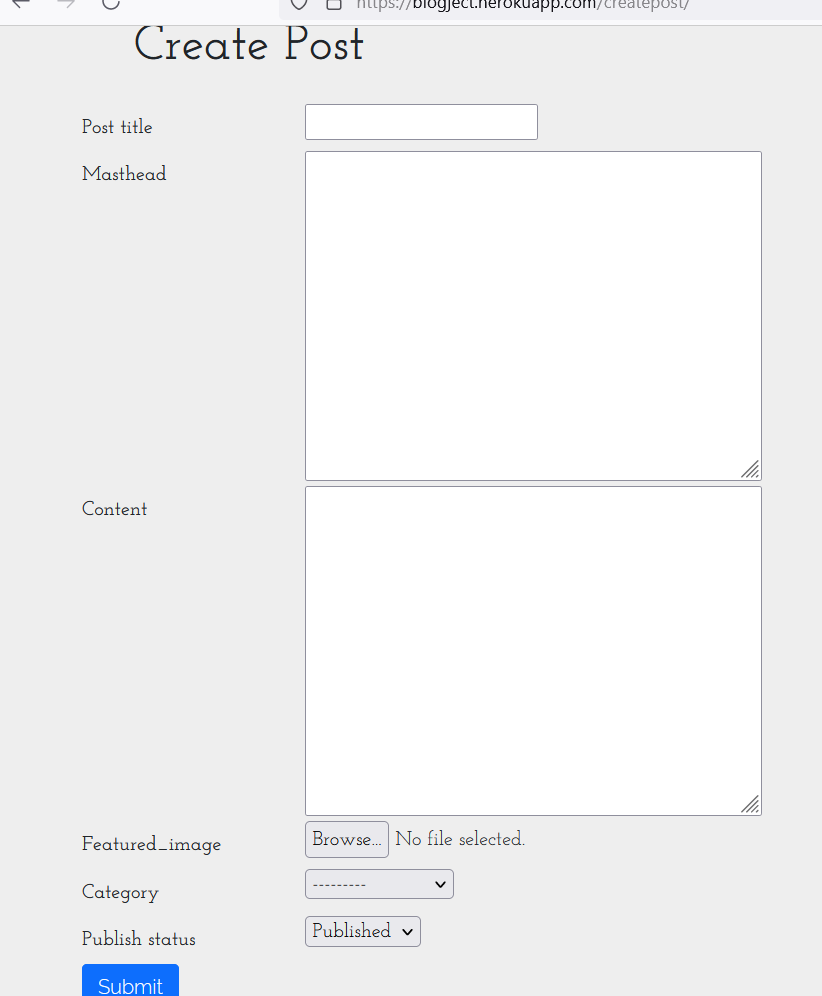 https://blogject.herokuapp.com/createpost/
Create Post
Post title
Masthead
Content
Featured_image
Browse... No file selected.
Category
---------
Publish status
Published
Submit